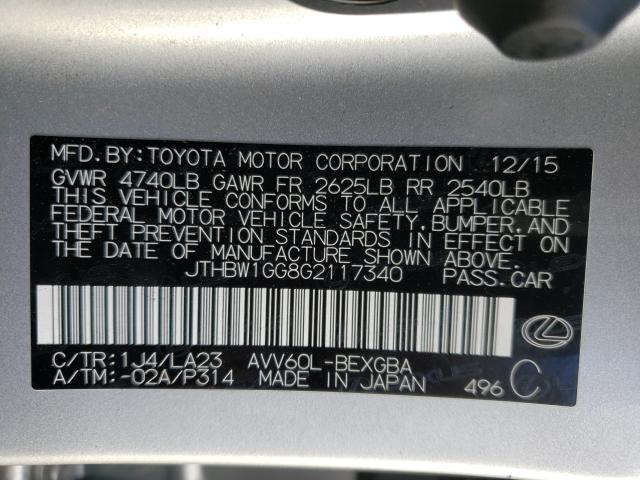 MFD.BY:TOYOTA MOTOR CORPORATION 12/15
GVWR 4740LB GAWR FR 2625LB RR 2540LB
THIS VEHICLE CONFORMS TO ALL APPLICABLE
FEDERAL MOTOR VEHICLE SAFETY,BUMPER,AND
THEFT PREVENTION STANDARDS IN EFFECT ON
THE DATE OF MANUFACTURE SHOWN ABOVE.
JTHBW1GG8G2117340 PASS.CAR
C/TR:1J4/LA23 AVV60L-BEXGBA
A/TM:-02A/P314 MADE IN JAPAN 496 C